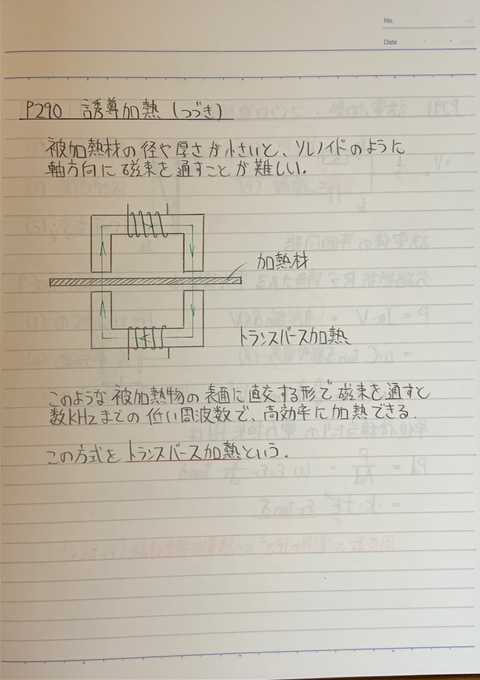 No.
Date
P290 誘導加熱 (つづき)
被加熱材の径や厚さが小さいと、ソレノイドのように
軸方向に磁束を通すことが難しい.
加熱材
トランスバース加熱
このような被加熱物の表面に直交する形で磁束を通すと
数KHzまでの低い周波数で、高効率に加熱できる.
この方式をトランスバース加熱という.